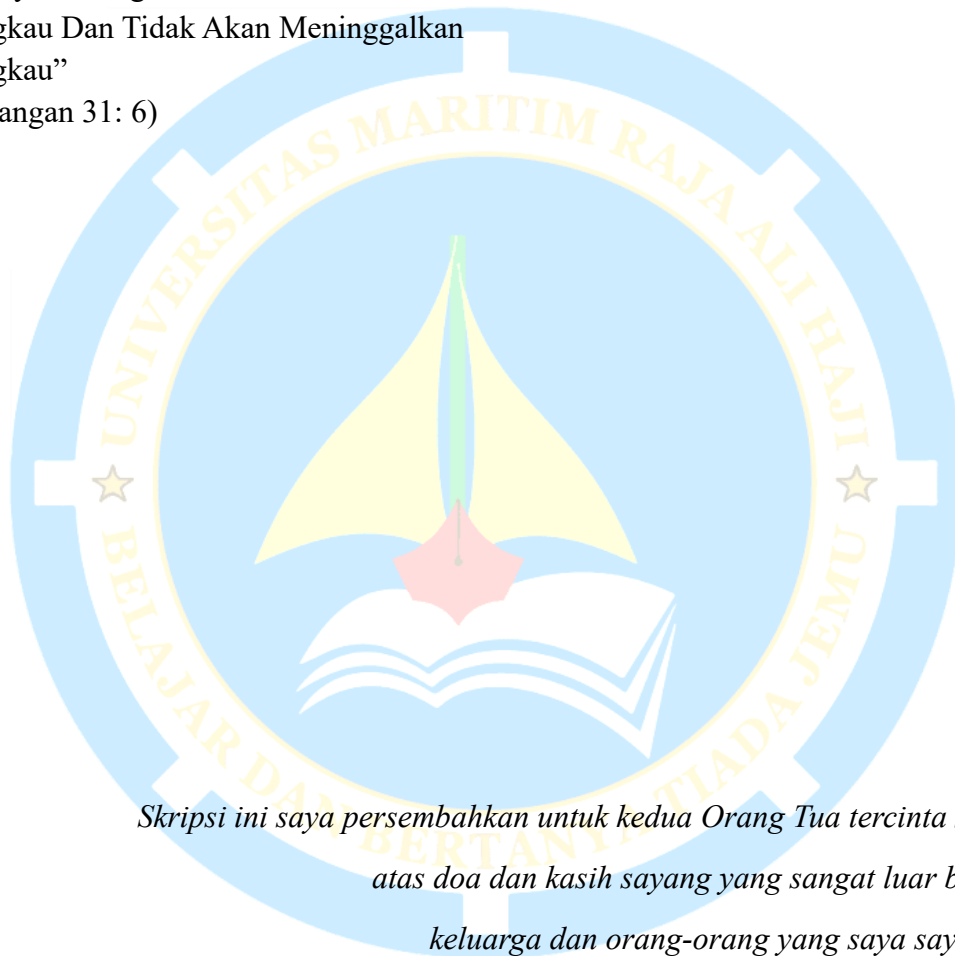 gkau Dan Tidak Akan Meninggalkan
gkau”
angan 31: 6)
UNIVERSITAS MARITIM RAJA ALI HAJI
BELAJAR DAN BERTANYA TIADA JEMU
Skripsi ini saya persembahkan untuk kedua Orang Tua tercinta
atas doa dan kasih sayang yang sangat luar b
keluarga dan orang-orang yang saya say